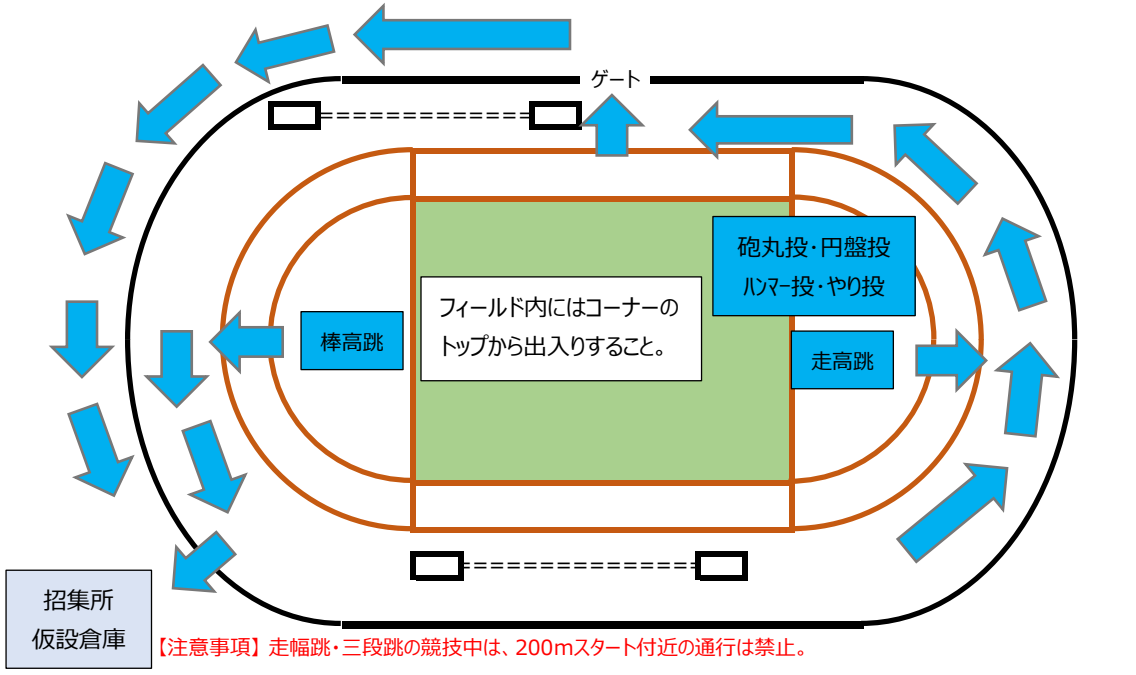 ゲート
砲丸投・円盤投
ハンマー投・やり投
フィールド内にはコーナーの
トップから出入りすること。
棒高跳
走高跳
招集所
仮設倉庫
【注意事項】走幅跳・三段跳の競技中は、200mスタート付近の通行は禁止。